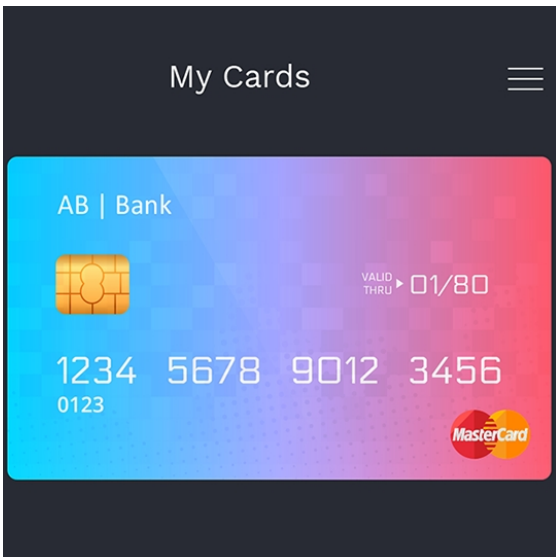 My Cards
AB | Bank
VALID
THRU
01/80
1234 5678 9012 3456
0123
MasterCard